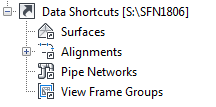 Data Shortcuts [S:\SFN1806]
Surfaces
Alignments
Pipe Networks
View Frame Groups